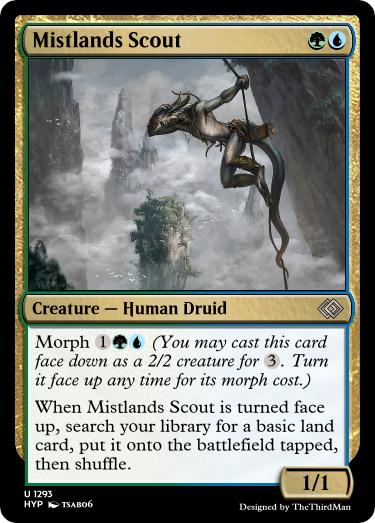 Mistlands Scout
Creature — Human Druid
Morph 1 (You may cast this card
face down as a 2/2 creature for 3. Turn
it face up any time for its morph cost.)
When Mistlands Scout is turned face
up, search your library for a basic land
card, put it onto the battlefield tapped,
then shuffle.
1/1
U 1293
HYP TSABO6
Designed by TheThirdMan